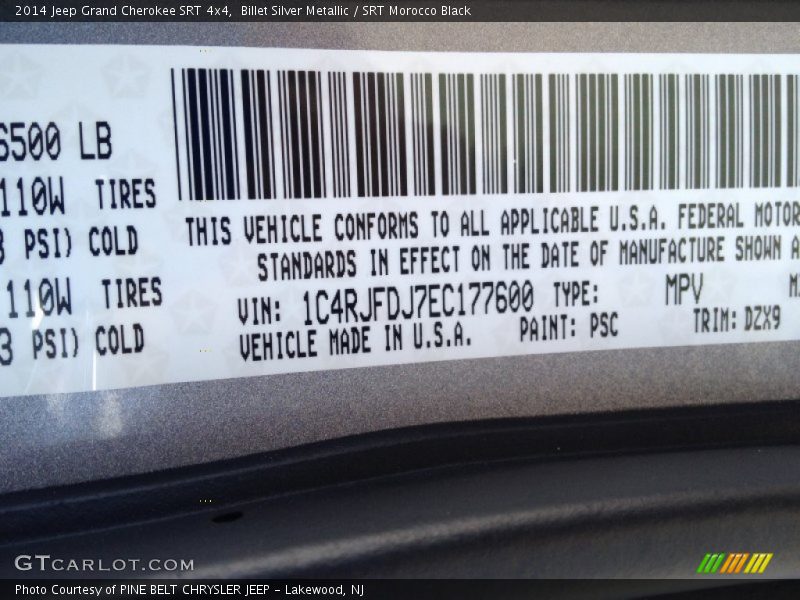 2014 Jeep Grand Cherokee SRT 4x4, Billet Silver Metallic / SRT Morocco Black
6500 LB
110W TIRES
PSI) COLD
110W TIRES
3 PSI) COLD
THIS VEHICLE CONFORMS TO ALL APPLICABLE U.S.A. FEDERAL MOTOR
STANDARDS IN EFFECT ON THE DATE OF MANUFACTURE SHOWN A
VIN: 1C4RJFDJ7EC177600 TYPE: MPV
VEHICLE MADE IN U.S.A. PAINT: PSC TRIM: DZX9
GTCARLOT.COM
Photo Courtesy of PINE BELT CHRYSLER JEEP - Lakewood, NJ